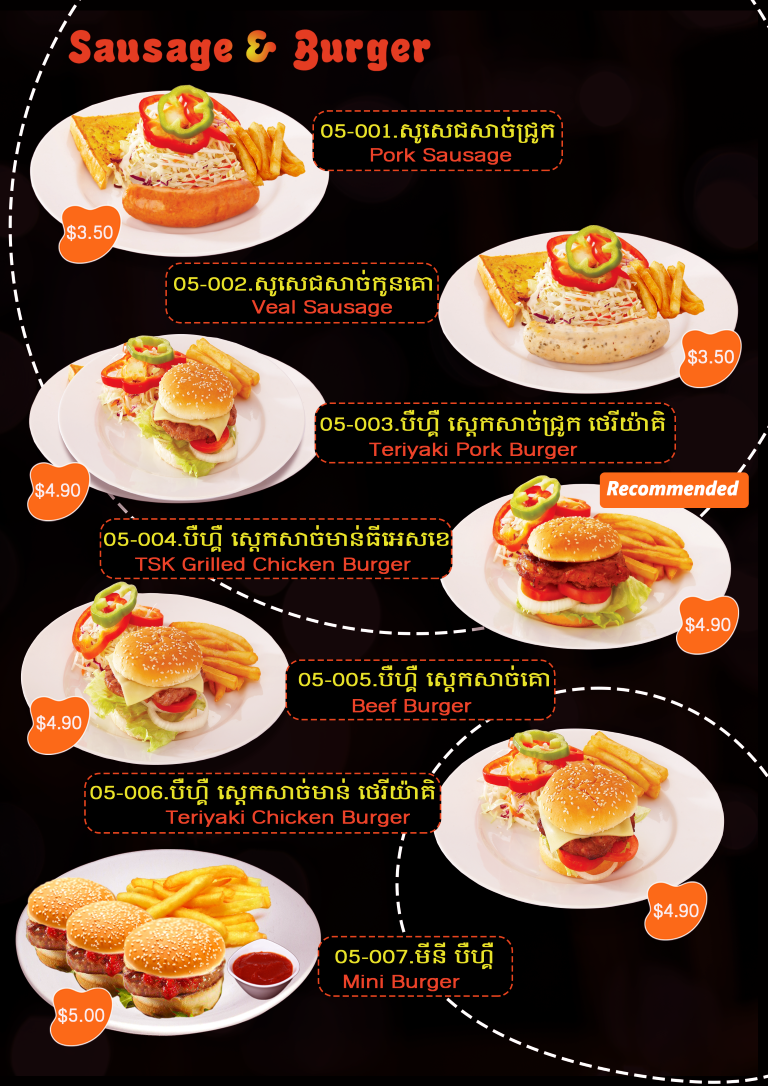 Sausage & Burger
05-001.សូសេជសាច់ជ្រូក
Pork Sausage
$3.50
05-002.សូសេជសាច់កូនគោ
Veal Sausage
$3.50
05-003.បឺហ្គឺ ស្តេកសាច់ជ្រូក ថេរីយ៉ាគិ
Teriyaki Pork Burger
$4.90
Recommended
05-004.បឺហ្គឺ ស្តេកសាច់មាន់ធីអេសខេ
TSK Grilled Chicken Burger
$4.90
05-005.បឺហ្គឺ ស្តេកសាច់គោ
Beef Burger
$4.90
05-006.បឺហ្គឺ ស្តេកសាច់មាន់ ថេរីយ៉ាគិ
Teriyaki Chicken Burger
$4.90
05-007.មីនី បឺហ្គឺ
Mini Burger
$5.00